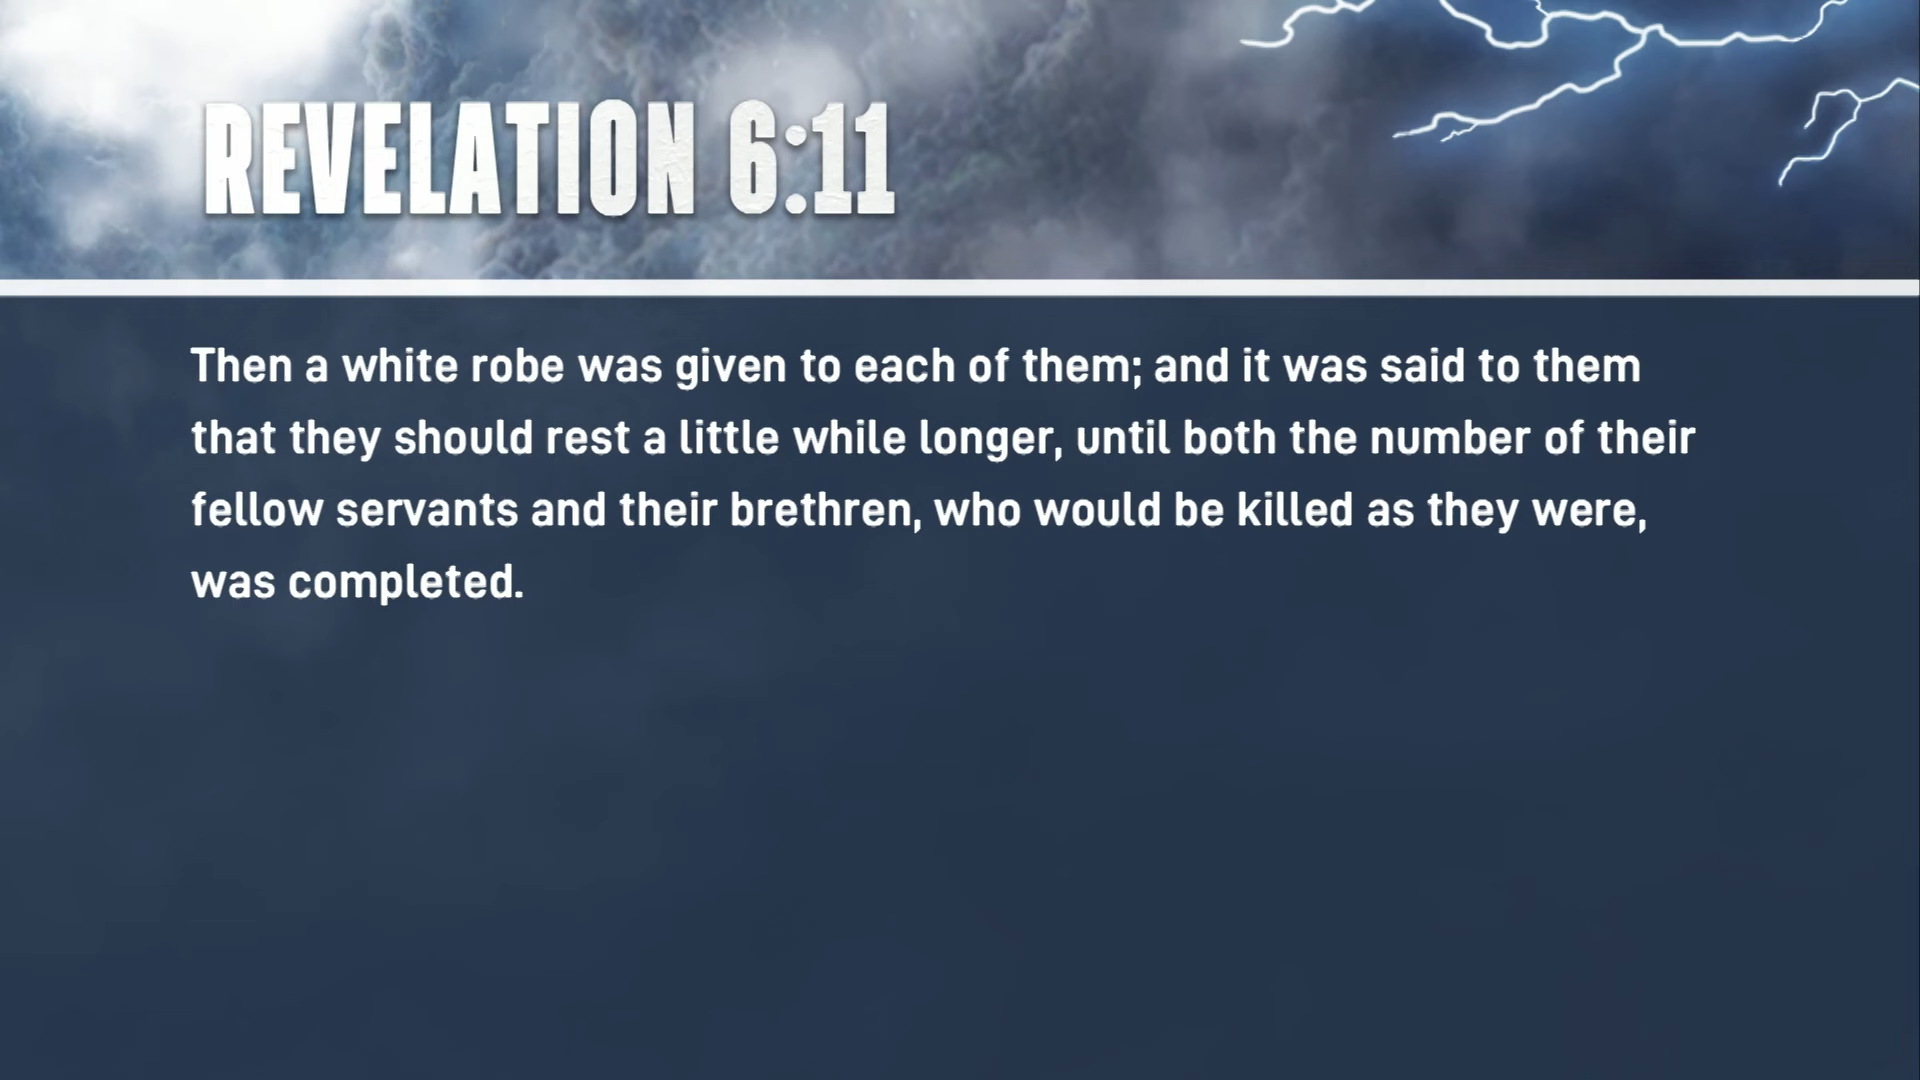 REVELATION 6:11
Then a white robe was given to each of them; and it was said to them
that they should rest a little while longer, until both the number of their
fellow servants and their brethren, who would be killed as they were,
was completed.